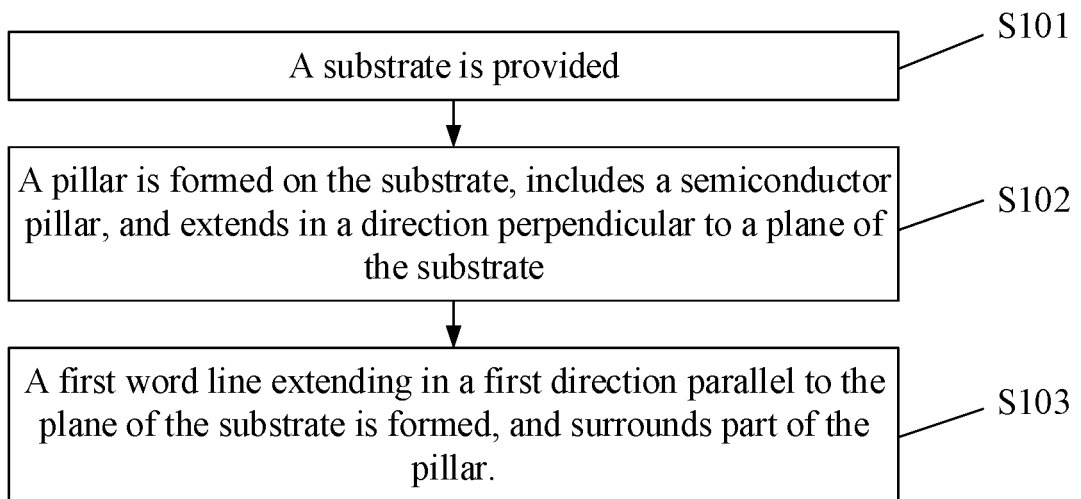 S101
A substrate is provided
A pillar is formed on the substrate, includes a semiconductor
pillar, and extends in a direction perpendicular to a plane of
the substrate
S102
A first word line extending in a first direction parallel to the
plane of the substrate is formed, and surrounds part of the
pillar.
S103